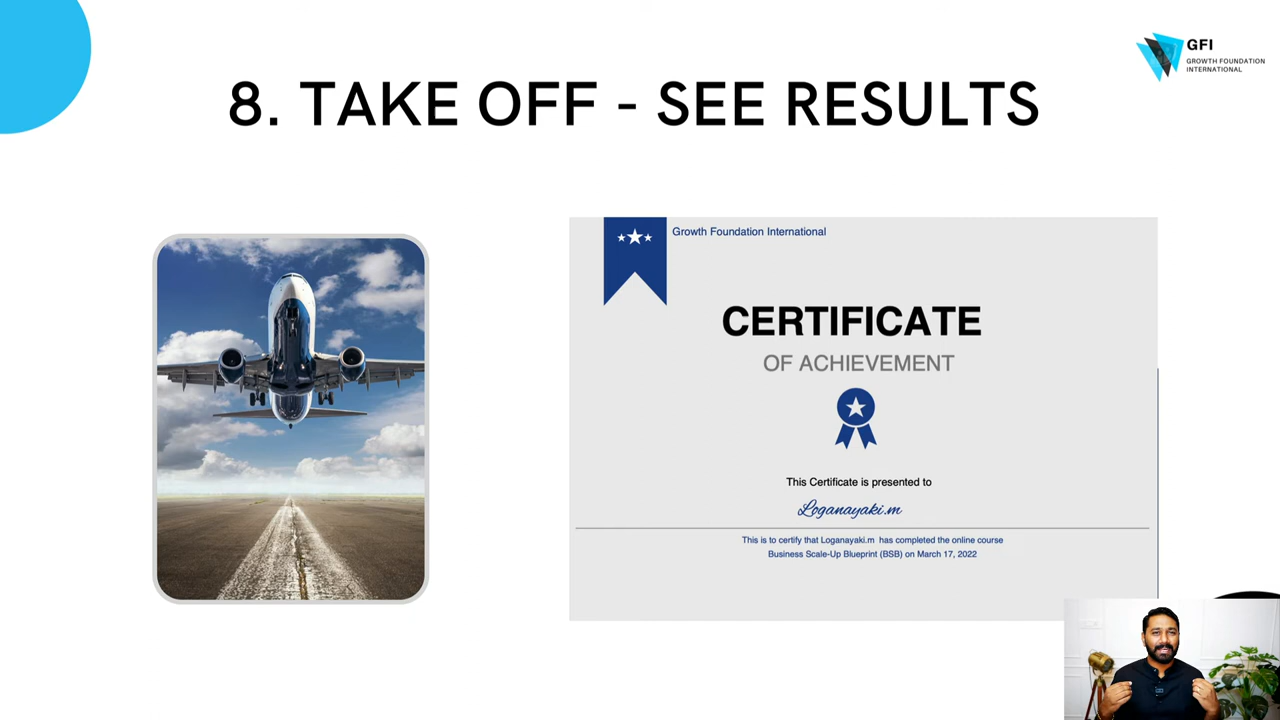 GFI
GROWTH FOUNDATION
INTERNATIONAL
8. TAKE OFF - SEE RESULTS
Growth Foundation International
CERTIFICATE
OF ACHIEVEMENT
This Certificate is presented to
Loganayaki.m
This is to certify that Loganayaki.m has completed the online course
Business Scale-Up Blueprint (BSB) on March 17, 2022